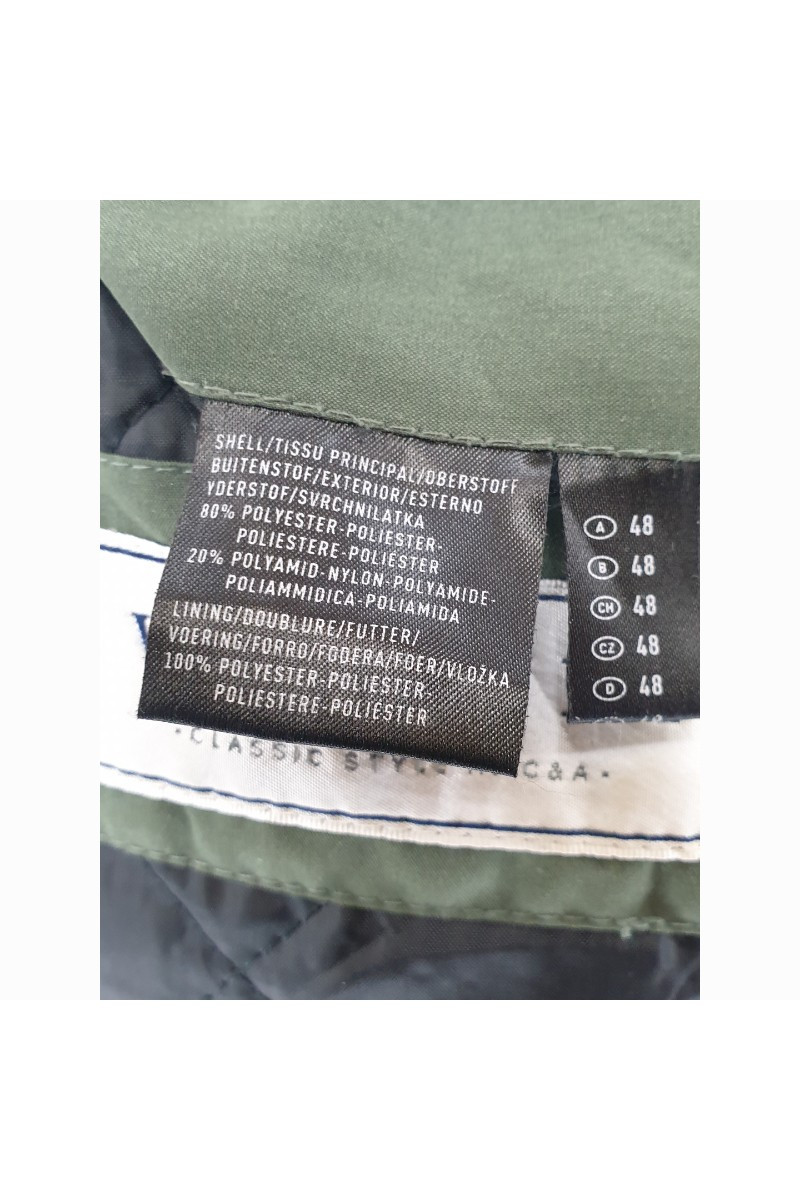 SHELL/TISSU PRINCIPAL/OBERSTOFF
BUITENSTOF/EXTERIOR/ESTERNO
YDERSTOF/SVRCHNILATKA
80% POLYESTER-POLIESTER-
POLIESTERE-POLIÉSTER
20% POLYAMID-NYLON-POLYAMIDE-
POLIAMMIDICA-POLIAMIDA
LINING/DOUBLURE/FUTTER/
VOERING/FORRO/FODERA/FOER/VLOŽKA
100% POLYESTER-POLIESTER-
POLIESTERE-POLIÉSTER
A 48
B 48
CH 48
CZ 48
D 48
·CLASSIC C&A·